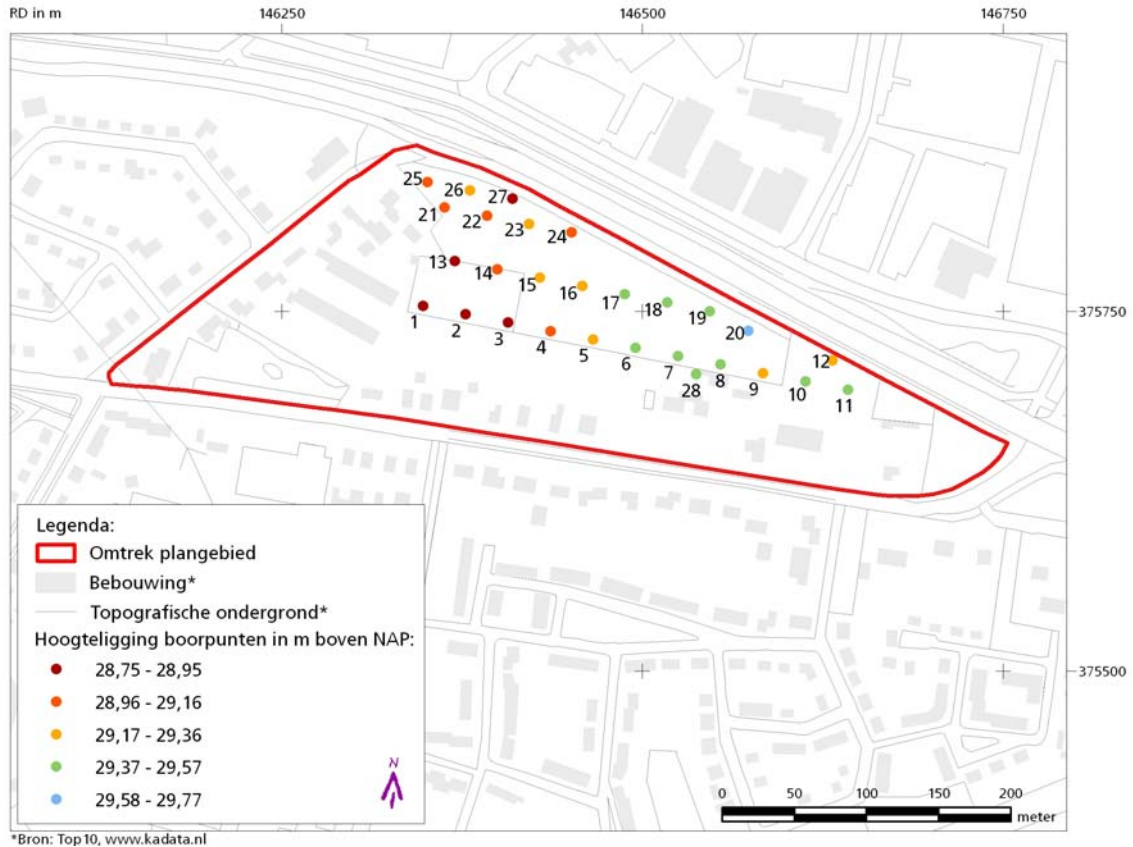 RD in m
146250 146500 146750
25 26 27
21 22 23 24
13 14 15 16 17 18 19 20
375750
1 2 3 4 5 6 7 8 9 10 11 12
28
Legenda:
Omtrek plangebied
Bebouwing*
Topografische ondergrond*
Hoogteligging boorpunten in m boven NAP:
28,75 - 28,95
28,96 - 29,16
29,17 - 29,36
29,37 - 29,57
29,58 - 29,77
N
375500
0 50 100 150 200
meter
*Bron: Top10, www.kadata.nl